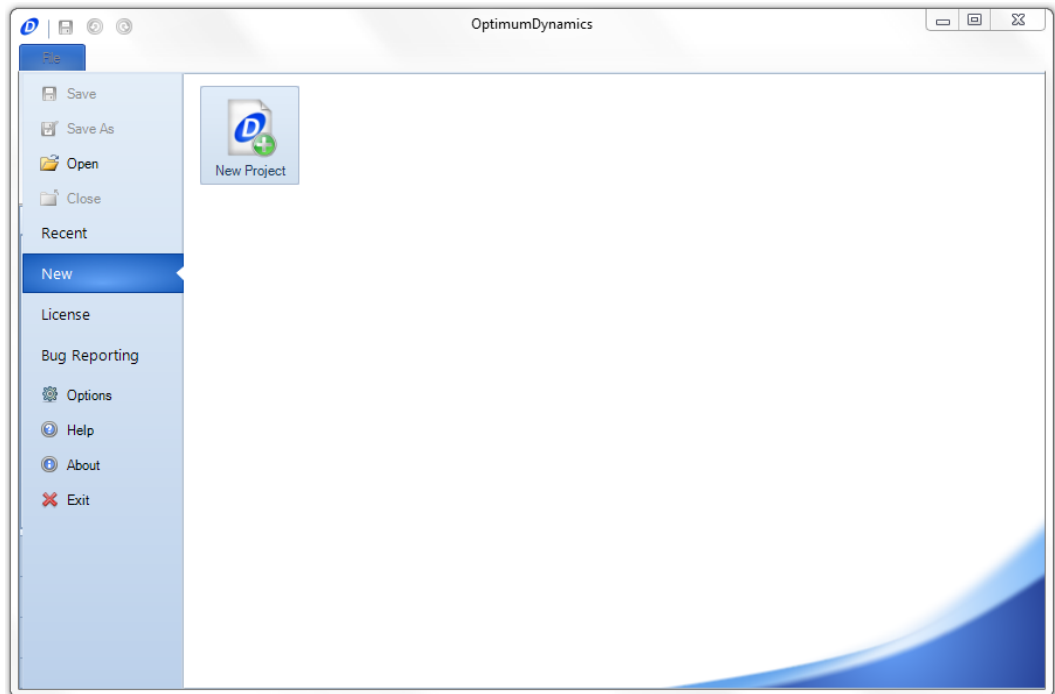 OptimumDynamics
File
Save
Save As
Open
Close
Recent
New
New Project
License
Bug Reporting
Options
Help
About
Exit